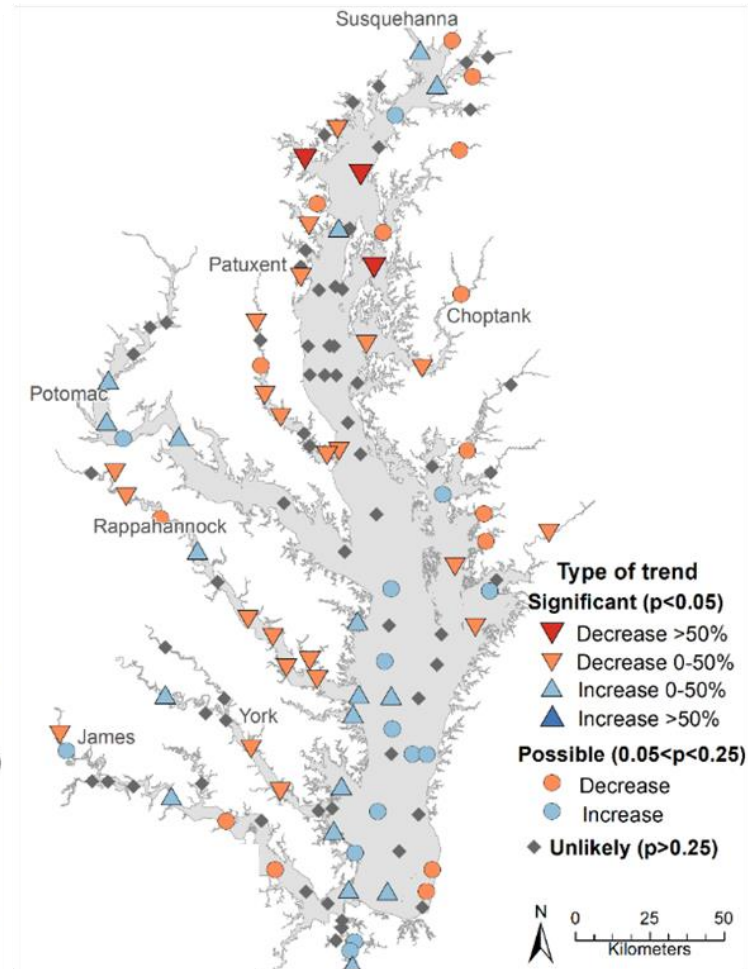 Susquehanna
Patuxent
Choptank
Potomac
Rappahannock
York
James
Type of trend
Significant (p<0.05)
Decrease >50%
Decrease 0-50%
Increase 0-50%
Increase >50%
Possible (0.05<p<0.25)
Decrease
Increase
Unlikely (p>0.25)
N
0 25 50
Kilometers